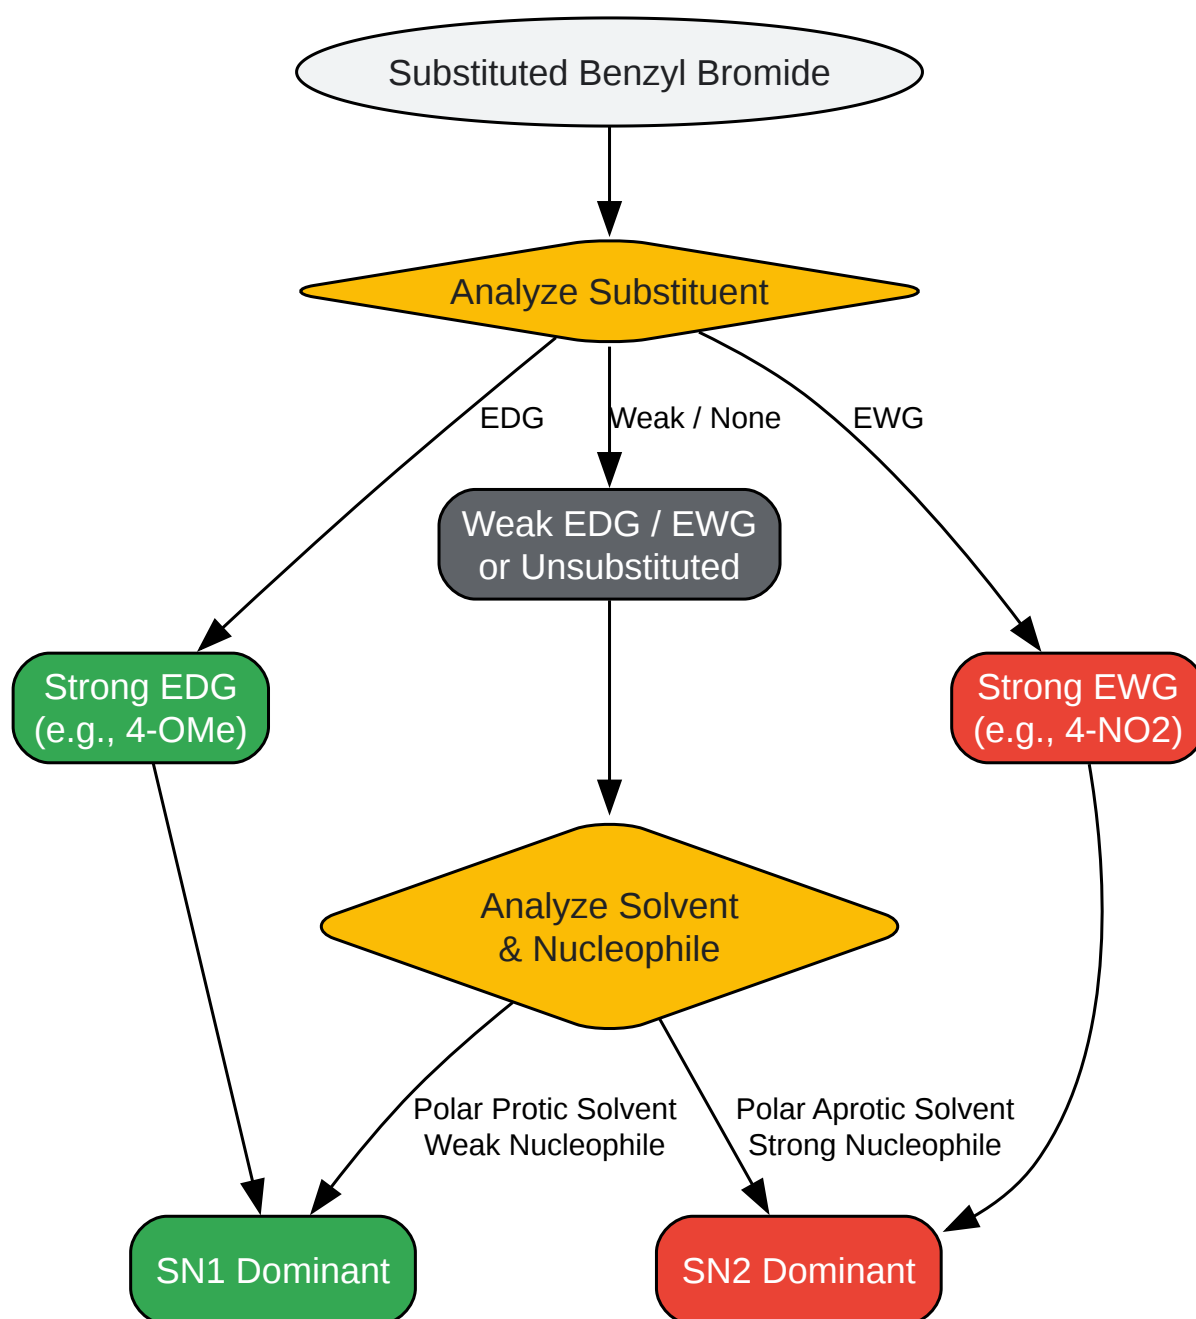 Substituted Benzyl Bromide
Analyze Substituent
EDG
Weak / None
EWG
Weak EDG / EWG
or Unsubstituted
Strong EDG
(e.g., 4-OMe)
Strong EWG
(e.g., 4-NO2)
Analyze Solvent
& Nucleophile
Polar Protic Solvent
Weak Nucleophile
Polar Aprotic Solvent
Strong Nucleophile
SN1 Dominant
SN2 Dominant